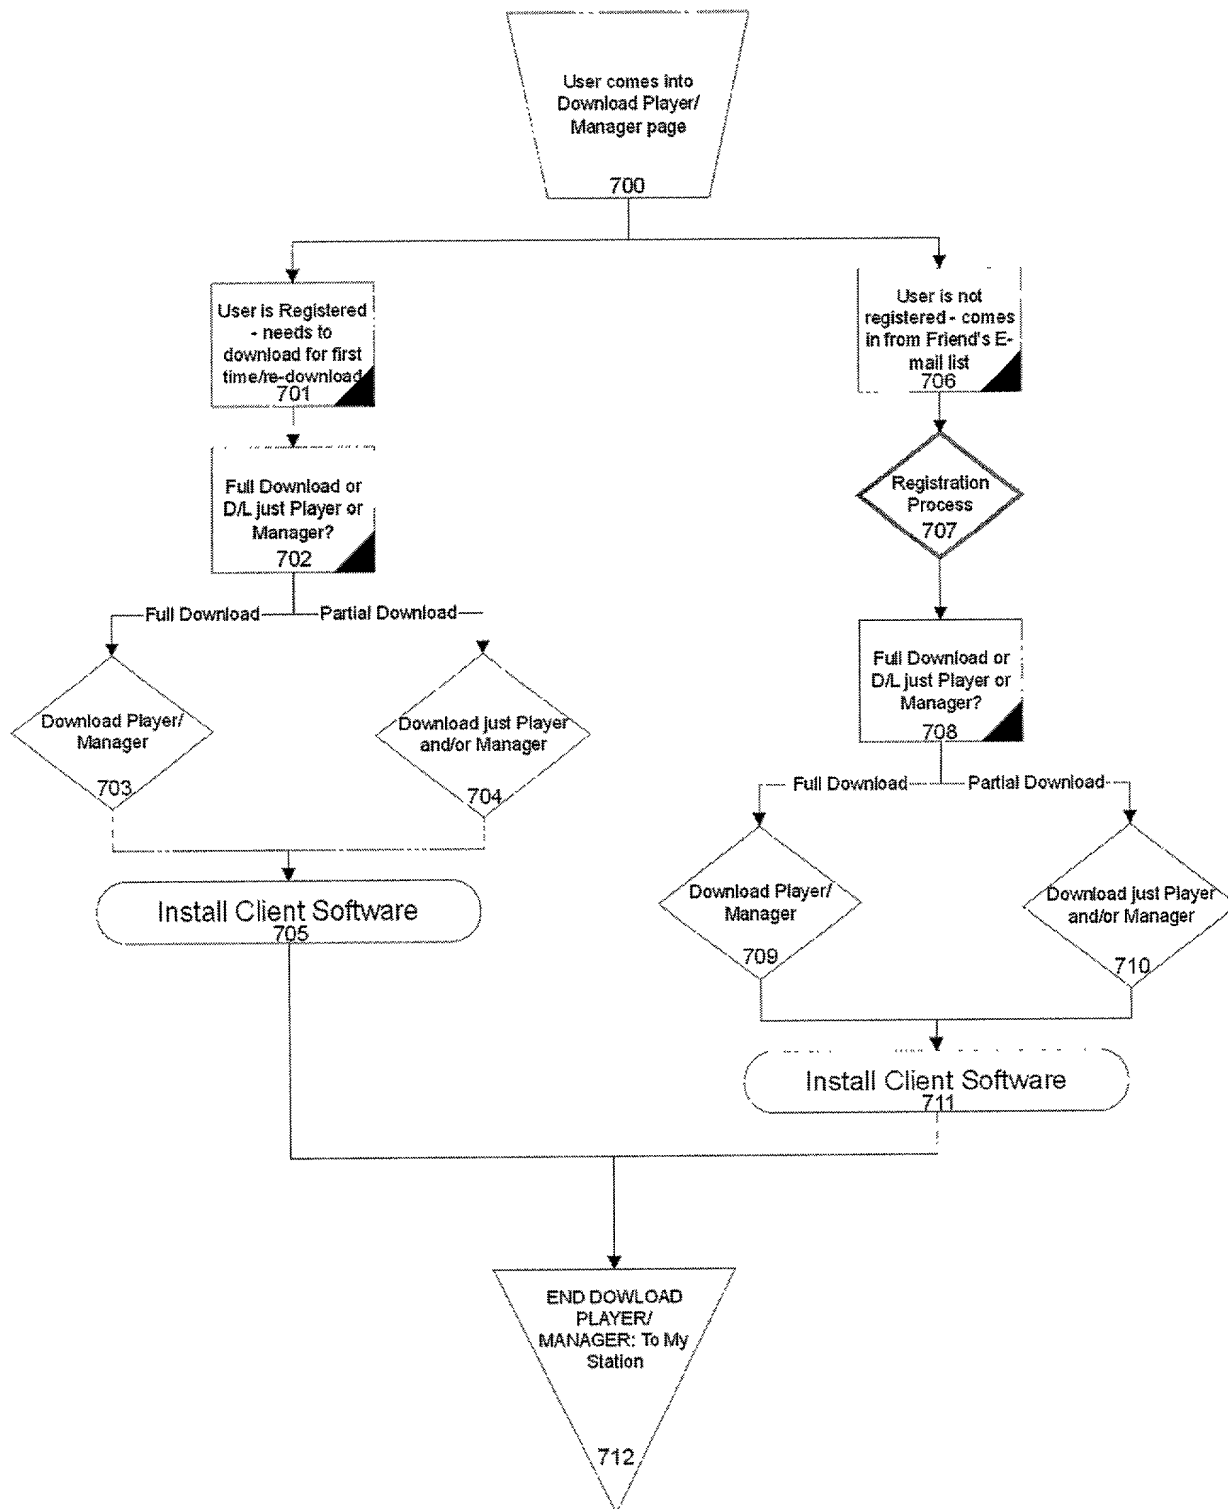 User comes into
Download Player/
Manager page
700
User is Registered
- needs to
download for first
time/re-download
701
User is not
registered - comes
in from Friend's E-
mail list
706
Full Download or
D/L just Player or
Manager?
702
Registration
Process
707
Full Download
Partial Download
Full Download or
D/L just Player or
Manager?
708
Download Player/
Manager
703
Download just Player
and/or Manager
704
Full Download
Partial Download
Install Client Software
705
Download Player/
Manager
709
Download just Player
and/or Manager
710
Install Client Software
711
END DOWLOAD
PLAYER/
MANAGER: To My
Station
712